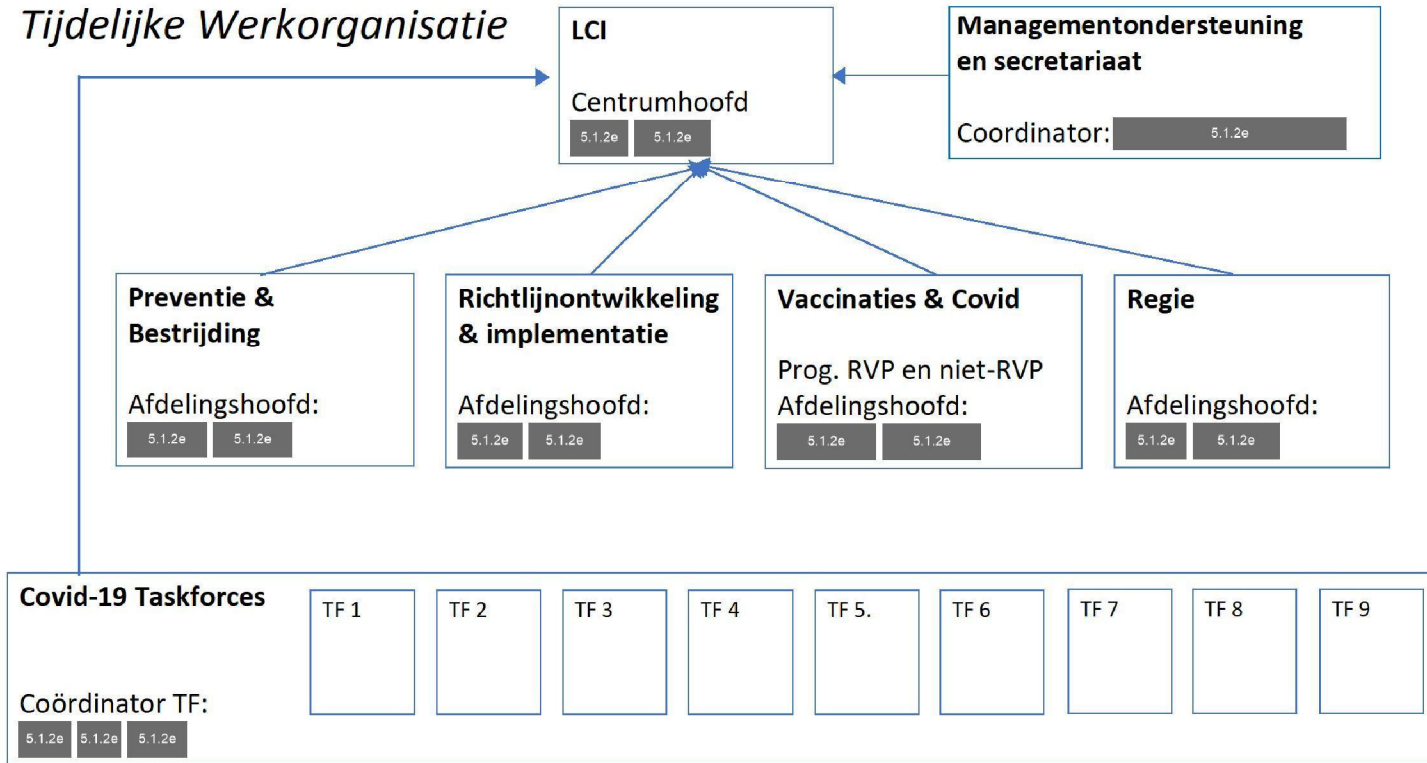 Tijdelijke Werkorganisatie
LCI
Centrumhoofd
5.1.2e 5.1.2e
Managementondersteuning
en secretariaat
Coordinator: 5.1.2e
Preventie &
Bestrijding
Afdelingshoofd:
5.1.2e 5.1.2e
Richtlijnontwikkeling
& implementatie
Afdelingshoofd:
5.1.2e 5.1.2e
Vaccinaties & Covid
Prog. RVP en niet-RVP
Afdelingshoofd:
5.1.2e 5.1.2e
Regie
Afdelingshoofd:
5.1.2e 5.1.2e
Covid-19 Taskforces
Coördinator TF:
5.1.2e 5.1.2e 5.1.2e
TF 1
TF 2
TF 3
TF 4
TF 5.
TF 6
TF 7
TF 8
TF 9